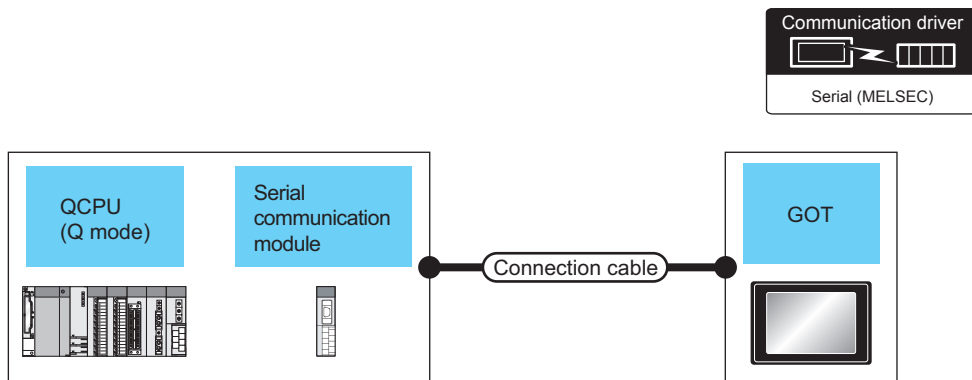 Communication driver
Serial (MELSEC)
QCPU
(Q mode)
Serial
communication
module
Connection cable
GOT